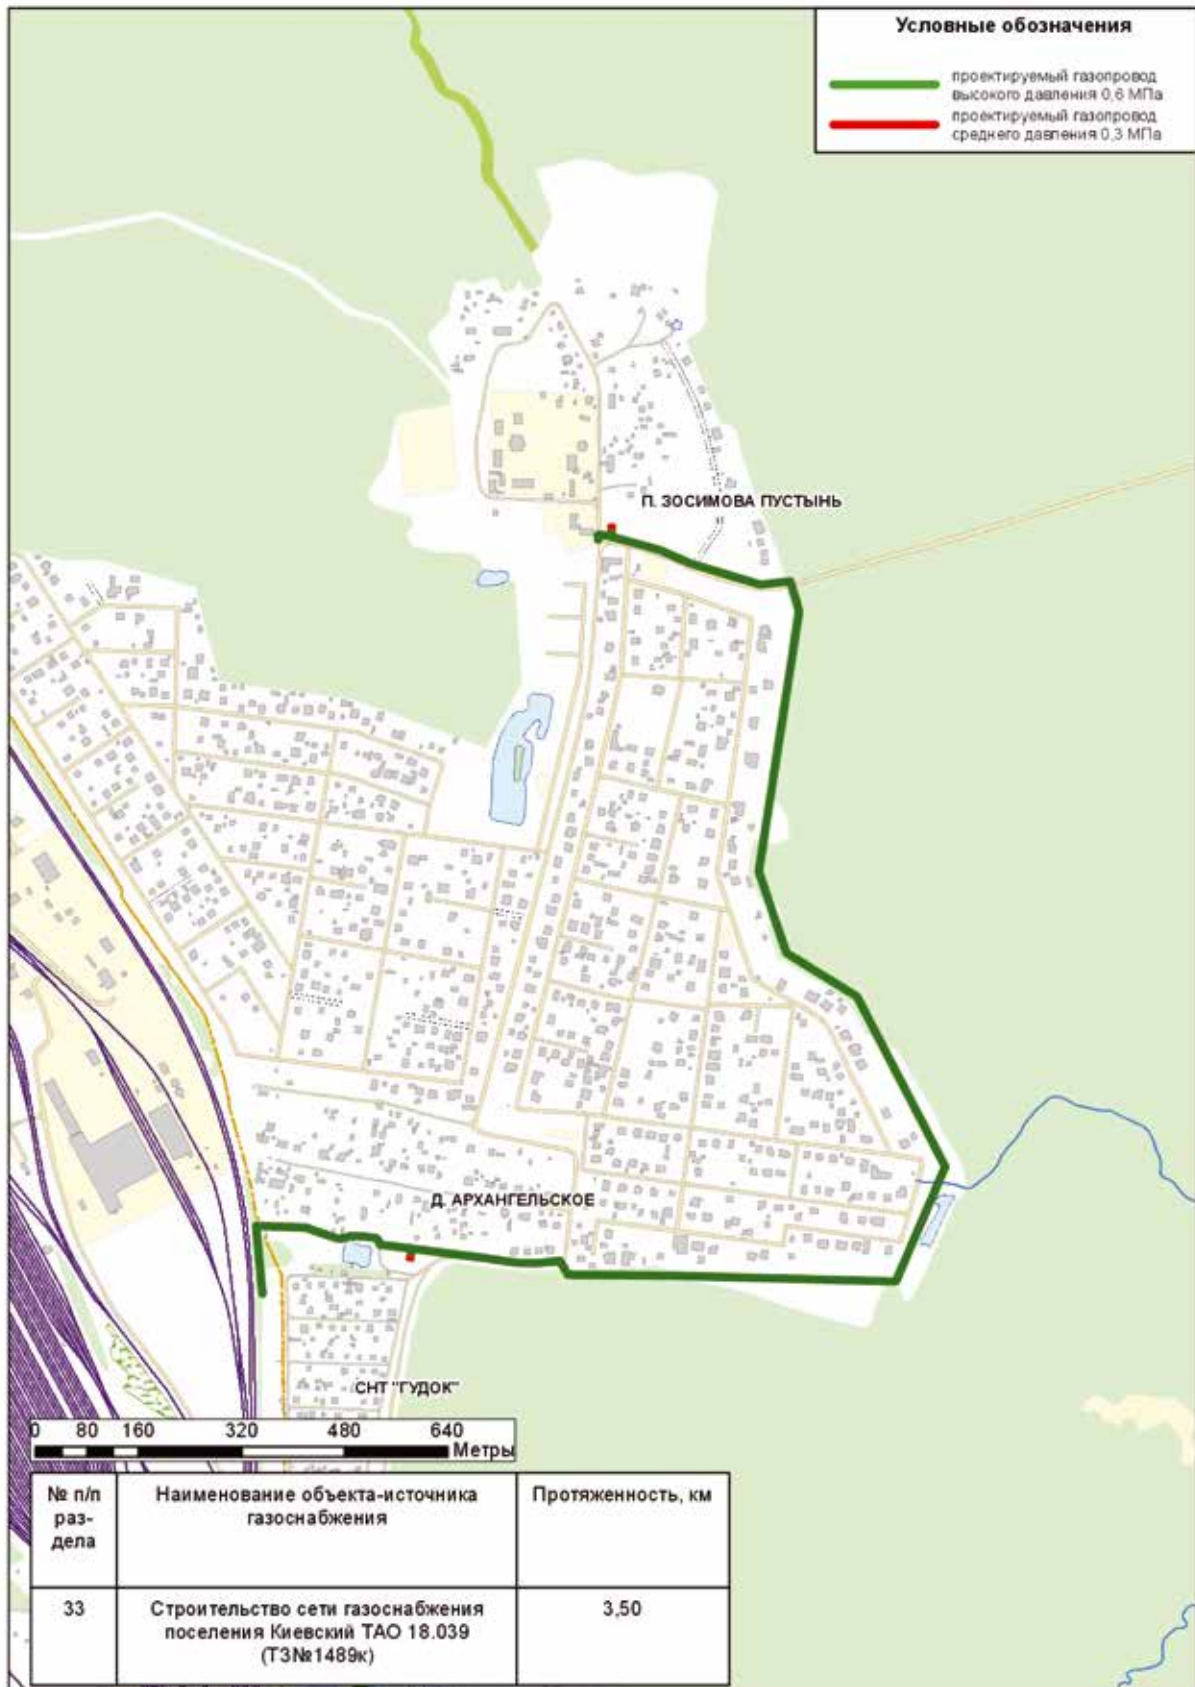 Условные обозначения
проектируемый газопровод
высокого давления 0,6 МПа
проектируемый газопровод
среднего давления 0,3 МПа
П. ЗОСИМОВА ПУСТЫНЬ
Д. АРХАНГЕЛЬСКОЕ
СНТ "ГУДОК"
0 80 160 320 480 640
Метры
№ п/п
раз-
дела
Наименование объекта-источника
газоснабжения
Протяженность, км
33
Строительство сети газоснабжения
поселения Киевский ТАО 18.039
(ТЗ№1489к)
3,50